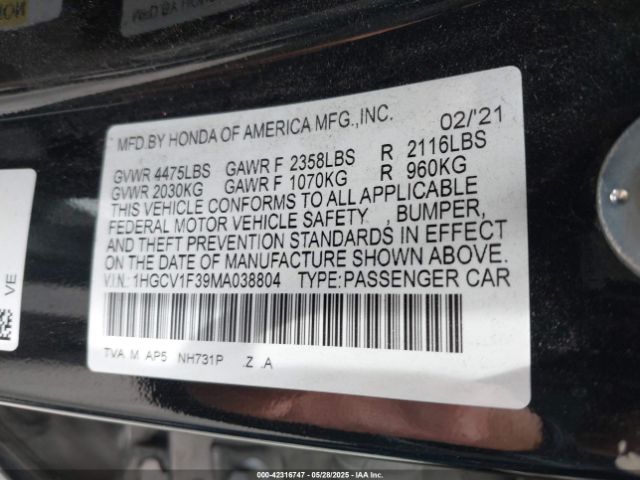 MFD.BY HONDA OF AMERICA MFG.,INC. 02/'21
GVWR 4475LBS GAWR F 2358LBS R 2116LBS
GVWR 2030KG GAWR F 1070KG R 960KG
THIS VEHICLE CONFORMS TO ALL APPLICABLE
FEDERAL MOTOR VEHICLE SAFETY , BUMPER,
AND THEFT PREVENTION STANDARDS IN EFFECT
ON THE DATE OF MANUFACTURE SHOWN ABOVE.
V.I.N.: 1HGCV1F39MA038804 TYPE:PASSENGER CAR
TVA M AP5 NH731P .Z .A
VE
000-42316747 - 05/28/2025 - IAA Inc.